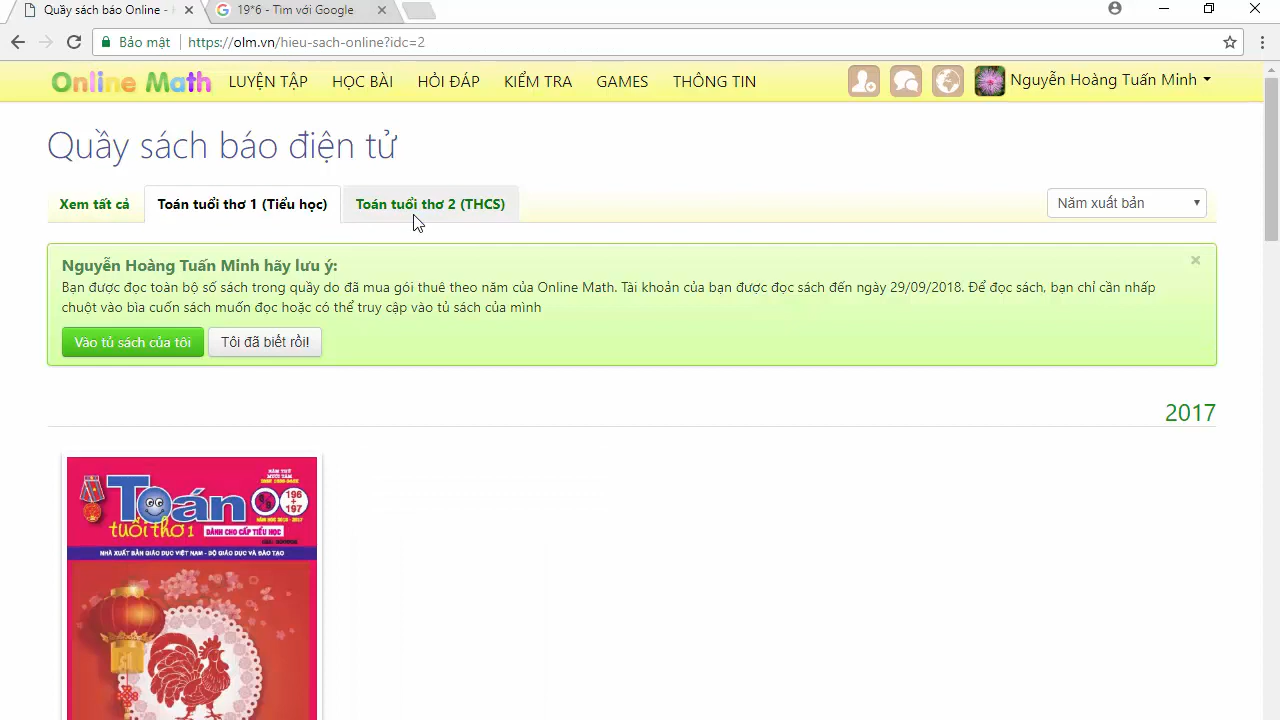 Quầy sách báo Online -
19*6 - Tìm với Google
Bảo mật
https://olm.vn/hieu-sach-online?idc=2
Online Math
LUYỆN TẬP
HỌC BÀI
HỎI ĐÁP
KIỂM TRA
GAMES
THÔNG TIN
Nguyễn Hoàng Tuấn Minh
Quầy sách báo điện tử
Xem tất cả
Toán tuổi thơ 1 (Tiểu học)
Toán tuổi thơ 2 (THCS)
Năm xuất bản
Nguyễn Hoàng Tuấn Minh hãy lưu ý:
Bạn được đọc toàn bộ số sách trong quầy do đã mua gói thuê theo năm của Online Math. Tài khoản của bạn được đọc sách đến ngày 29/09/2018. Để đọc sách, bạn chỉ cần nhấp
chuột vào bìa cuốn sách muốn đọc hoặc có thể truy cập vào tủ sách của mình
Vào tủ sách của tôi
Tôi đã biết rồi!
2017
Toán
tuổi thơ 1
196
+
197
DÀNH CHO CẤP TIỂU HỌC
NHÀ XUẤT BẢN GIÁO DỤC VIỆT NAM - BỘ GIÁO DỤC VÀ ĐÀO TẠO